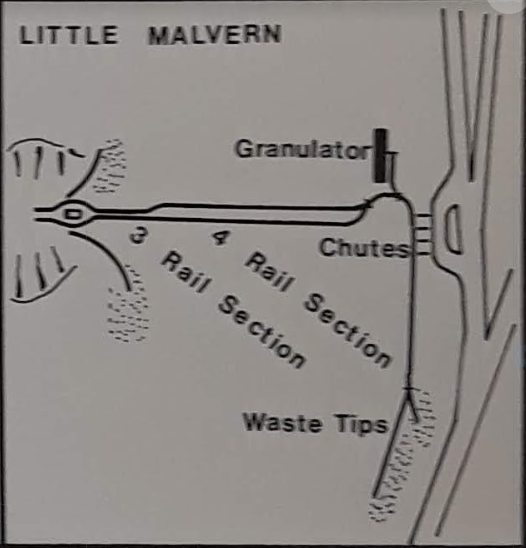 LITTLE MALVERN
Granulator
Chutes
3 Rail Section
4 Rail Section
Waste Tips